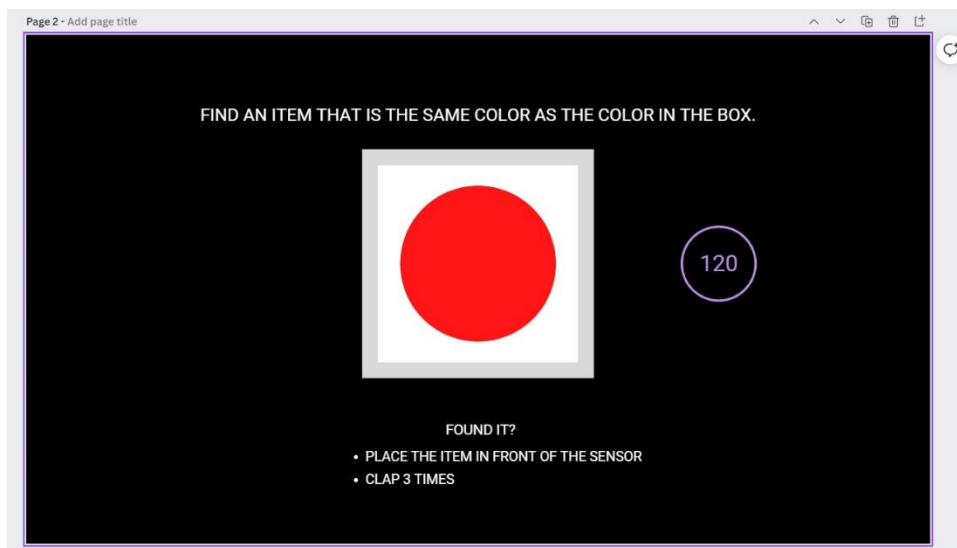 Page 2 - Add page title
FIND AN ITEM THAT IS THE SAME COLOR AS THE COLOR IN THE BOX.
120
FOUND IT?
• PLACE THE ITEM IN FRONT OF THE SENSOR
• CLAP 3 TIMES